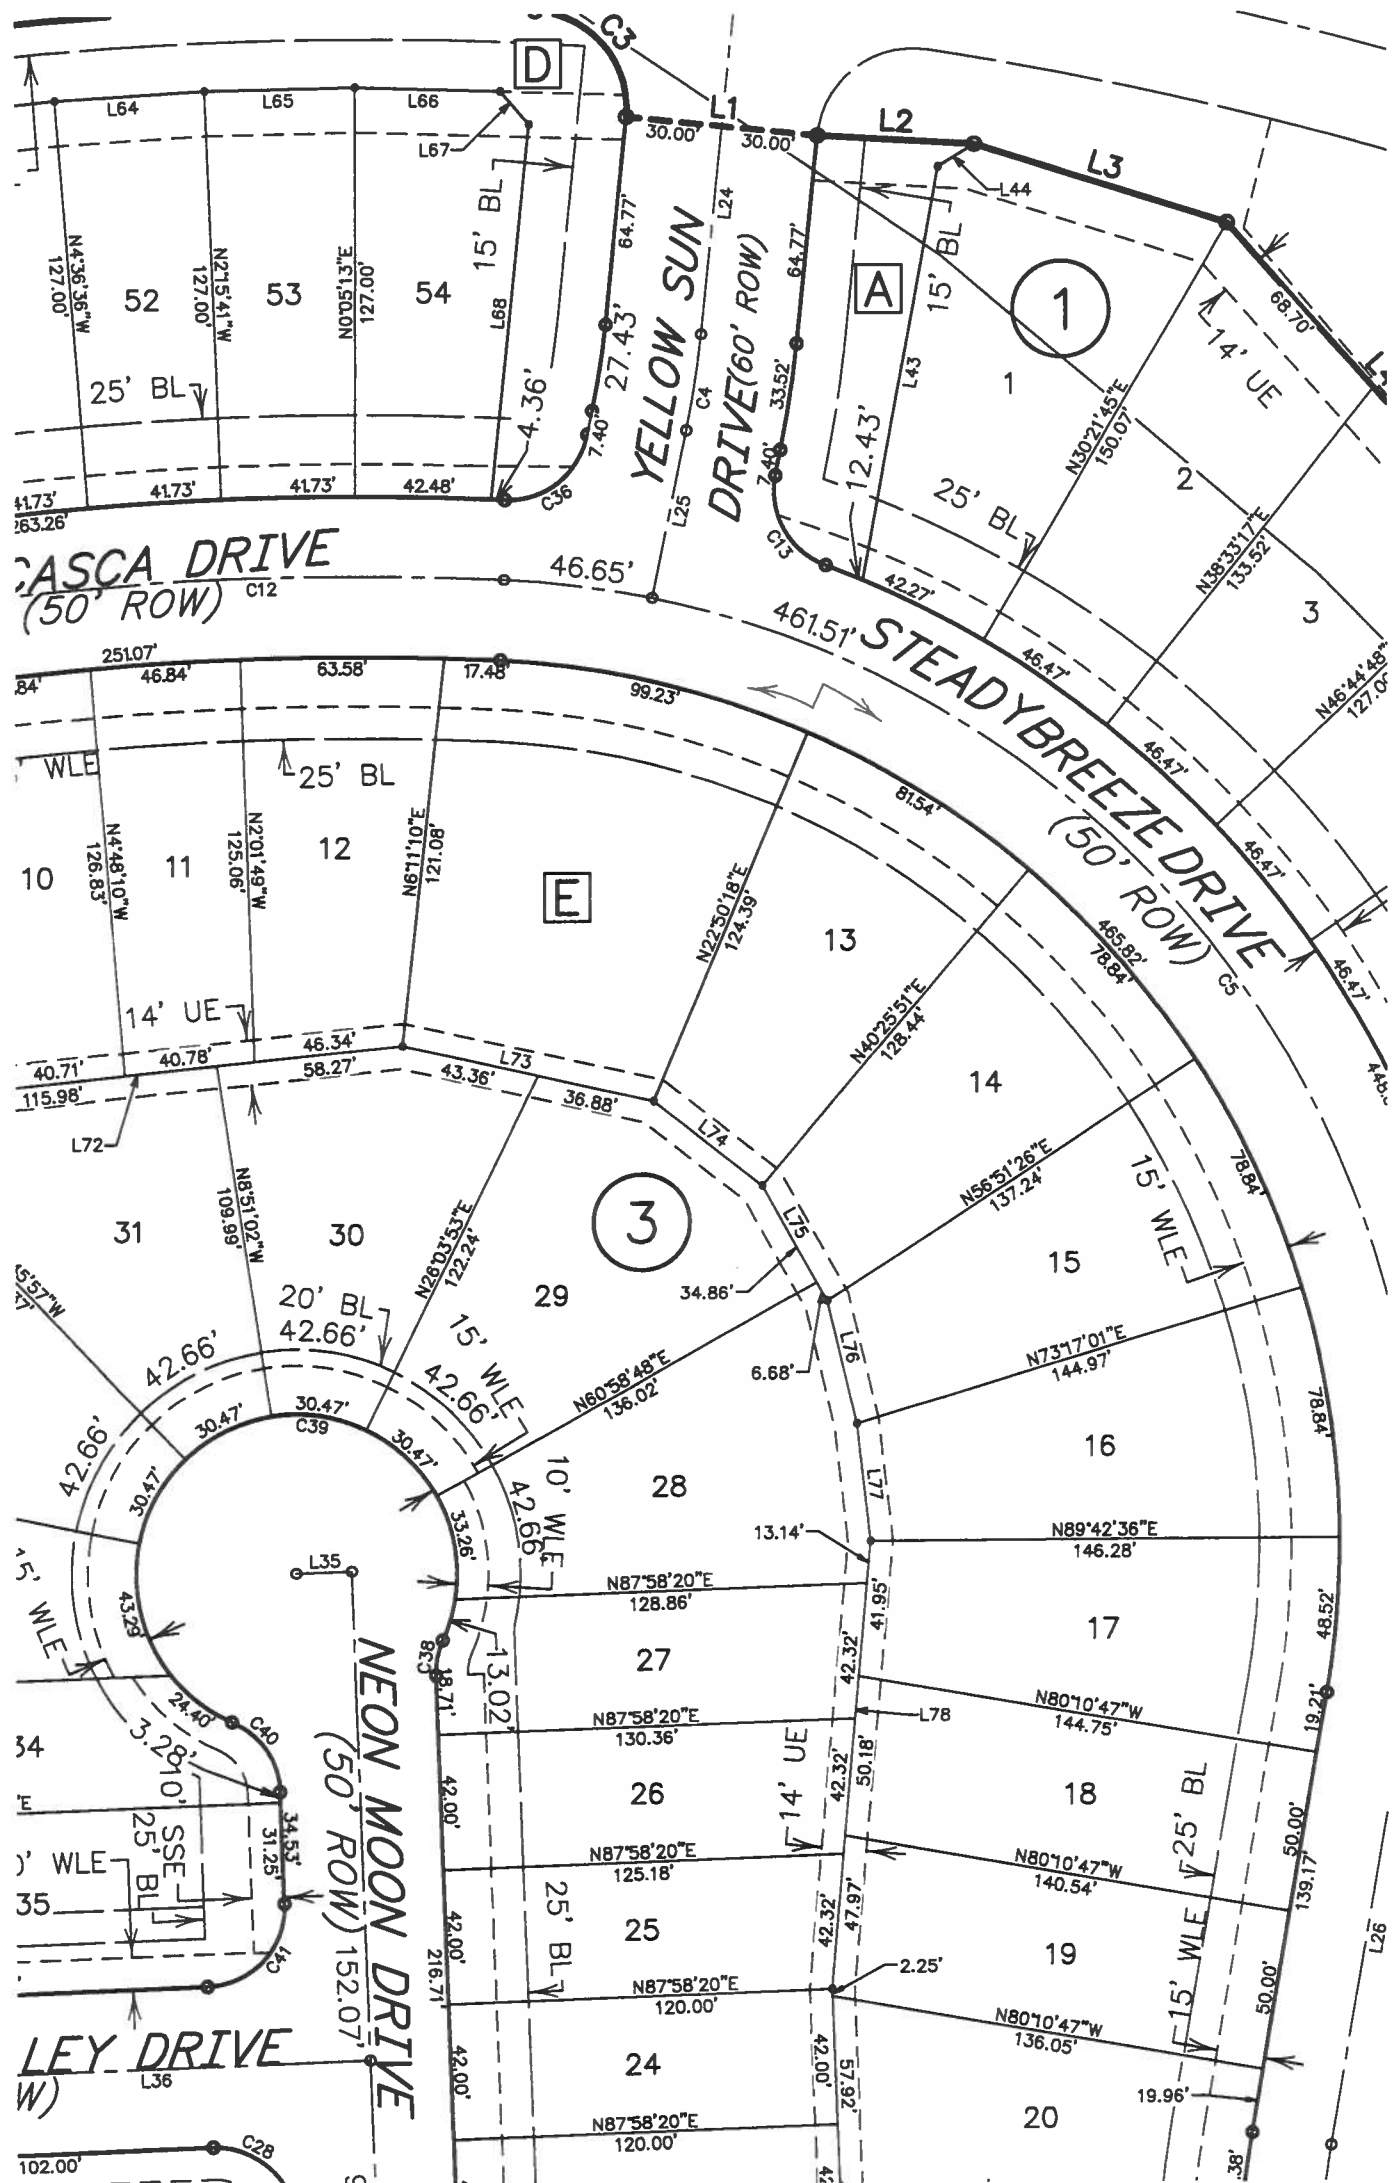 C3
D
L1
L2
L64
L65
L66
30.00'
30.00'
L67
L3
L44
15' BL
64.77'
L24
64.77'
A
15' BL
1
68.70'
N4°36'36"W
127.00'
N2°15'41"W
127.00'
N0°05'13"E
127.00'
52
53
54
L68
27.43'
YELLOW SUN
DRIVE(60' ROW)
14' UE
L43
1
25' BL
4.36'
7.40'
C4
33.52'
7.40'
12.43'
N30°21'45"E
150.07'
2
41.73'
263.26'
41.73'
41.73'
42.48'
C36
L25
C13
25' BL
N38°33'17"E
133.52'
CASCA DRIVE
(50' ROW)
C12
46.65'
42.27'
3
461.51'
STEADYBREEZE DRIVE
(50' ROW)
46.47'
46.47'
46.47'
46.47'
N46°44'48"
251.07'
46.84'
63.58'
17.48'
99.23'
.84'
WLE
25' BL
81.54'
C5
465.82'
78.84'
10
N4°48'10"W
126.83'
11
N2°01'49"W
125.06'
12
N6°11'10"E
121.08'
E
N22°50'18"E
124.39'
13
N40°25'51"E
128.44'
14
14' UE
40.71'
40.78'
46.34'
115.98'
58.27'
L72
L73
43.36'
36.88'
L74
N56°51'26"E
137.24'
15' WLE
78.84'
31
N8°51'02"W
109.99'
30
N26°03'53"E
122.24'
3
29
L75
34.86'
15
5'57"W
20' BL
42.66'
42.66'
15' WLE
42.66'
N60°58'48"E
136.02'
6.68'
L76
N73°17'01"E
144.97'
78.84'
42.66'
30.47'
30.47'
C39
30.47'
30.47'
10' WLE
42.66'
33.26'
28
16
L77
13.14'
N89°42'36"E
146.28'
L35
15' WLE
43.29'
N87°58'20"E
128.86'
41.95'
48.52'
17
C38
13.02'
18.71'
27
42.32'
24.40'
C40
3.28'
NEON MOON DRIVE
(50' ROW)
N87°58'20"E
130.36'
L78
N80°10'47"W
144.75'
19.21'
34
'E
10' SSE
25' BL
34.53'
31.25'
42.00'
26
14' UE
42.32'
50.18'
18
25' BL
50.00'
139.17'
' WLE
35
N87°58'20"E
125.18'
N80°10'47"W
140.54'
C41
152.07'
42.00'
216.71'
25' BL
25
42.32'
47.97'
19
15' WLE
50.00'
L26
N87°58'20"E
120.00'
2.25'
N80°10'47"W
136.05'
LEY DRIVE
W)
L36
42.00'
24
42.00'
57.92'
19.96'
20
N87°58'20"E
120.00'
102.00'
C28
.38'